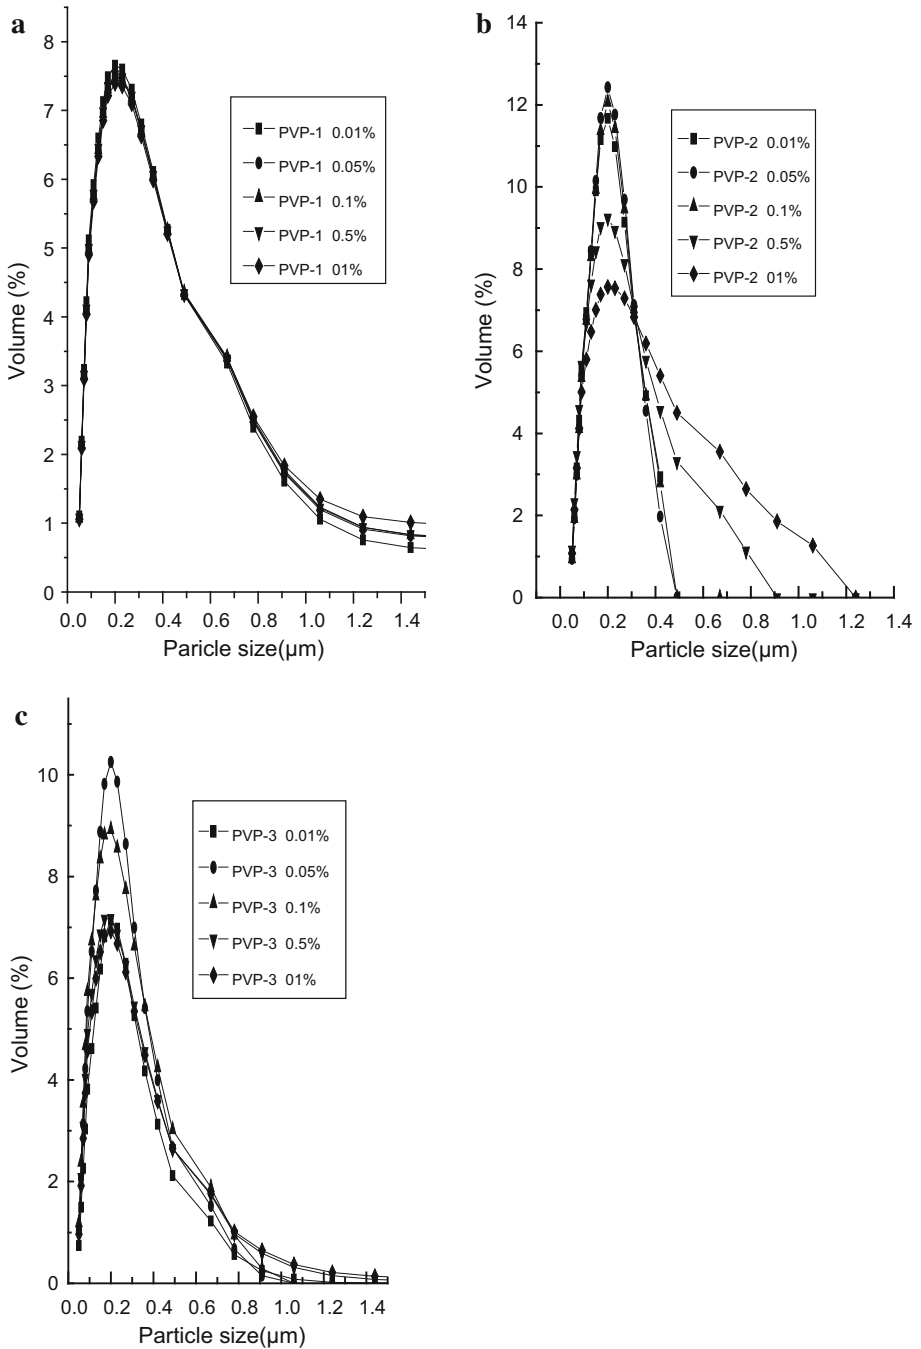 a
8
7
6
5
4
3
2
1
0
Volume (%)
PVP-1 0.01%
PVP-1 0.05%
PVP-1 0.1%
PVP-1 0.5%
PVP-1 01%
0.0 0.2 0.4 0.6 0.8 1.0 1.2 1.4
Paricle size(μm)
b
14
12
10
8
6
4
2
0
Volume (%)
PVP-2 0.01%
PVP-2 0.05%
PVP-2 0.1%
PVP-2 0.5%
PVP-2 01%
0.0 0.2 0.4 0.6 0.8 1.0 1.2 1.4
Particle size(μm)
c
10
8
6
4
2
0
Volume (%)
PVP-3 0.01%
PVP-3 0.05%
PVP-3 0.1%
PVP-3 0.5%
PVP-3 01%
0.0 0.2 0.4 0.6 0.8 1.0 1.2 1.4
Particle size(μm)